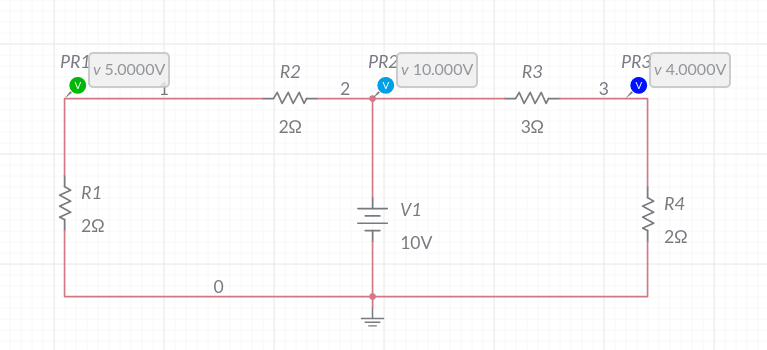 PR1 v 5.0000V
PR2 v 10.000V
PR3 v 4.0000V
V
V
V
1
R2
2
R3
3
2Ω
3Ω
R1
2Ω
V1
10V
R4
2Ω
0